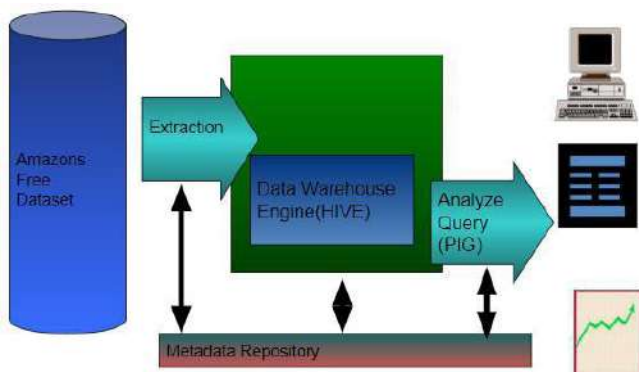 Amazons
Free
Dataset
Extraction
Data Warehouse
Engine(HIVE)
Analyze
Query
(PIG)
Metadata Repository